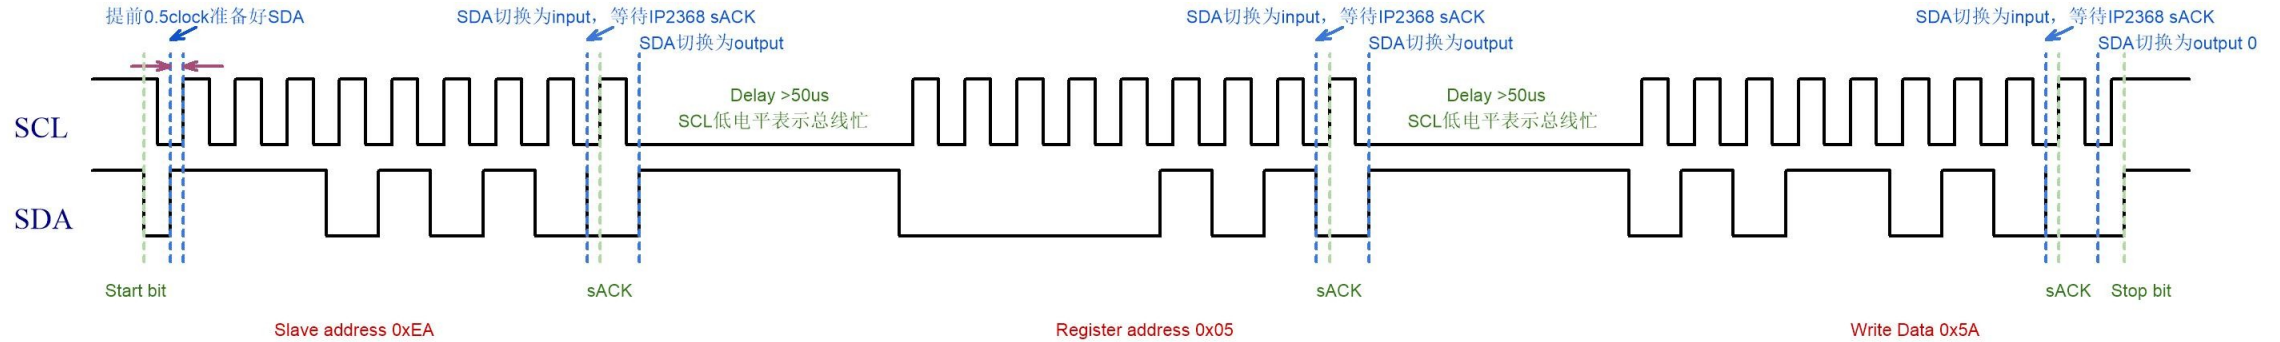 提前0.5clock准备好SDA
SDA切换为input，等待IP2368 sACK
SDA切换为output
SDA切换为input，等待IP2368 sACK
SDA切换为output
SDA切换为input，等待IP2368 sACK
SDA切换为output 0
Delay >50us
SCL低电平表示总线忙
Delay >50us
SCL低电平表示总线忙
SCL
SDA
Start bit
sACK
sACK
sACK
Stop bit
Slave address 0xEA
Register address 0x05
Write Data 0x5A